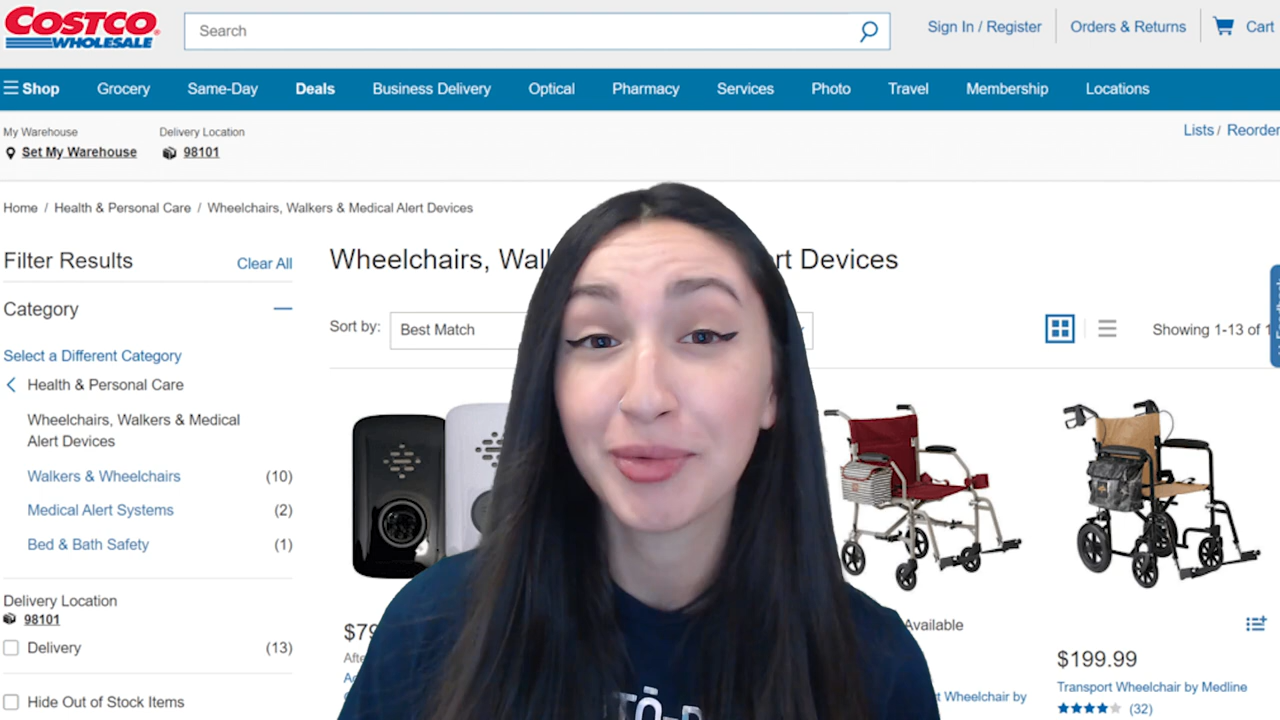 COSTCO
WHOLESALE
Search
Sign In / Register
Orders & Returns
Cart
Shop
Grocery
Same-Day
Deals
Business Delivery
Optical
Pharmacy
Services
Photo
Travel
Membership
Locations
My Warehouse
Set My Warehouse
Delivery Location
98101
Lists / Reorder
Home / Health & Personal Care / Wheelchairs, Walkers & Medical Alert Devices
Filter Results
Clear All
Category
Select a Different Category
Health & Personal Care
Wheelchairs, Walkers & Medical
Alert Devices
Walkers & Wheelchairs (10)
Medical Alert Systems (2)
Bed & Bath Safety (1)
Delivery Location
98101
Delivery (13)
Hide Out of Stock Items
Wheelchairs, Devices
Sort by: Best Match
Showing 1-13 of
Available
Wheelchair by
$199.99
Transport Wheelchair by Medline
(32)